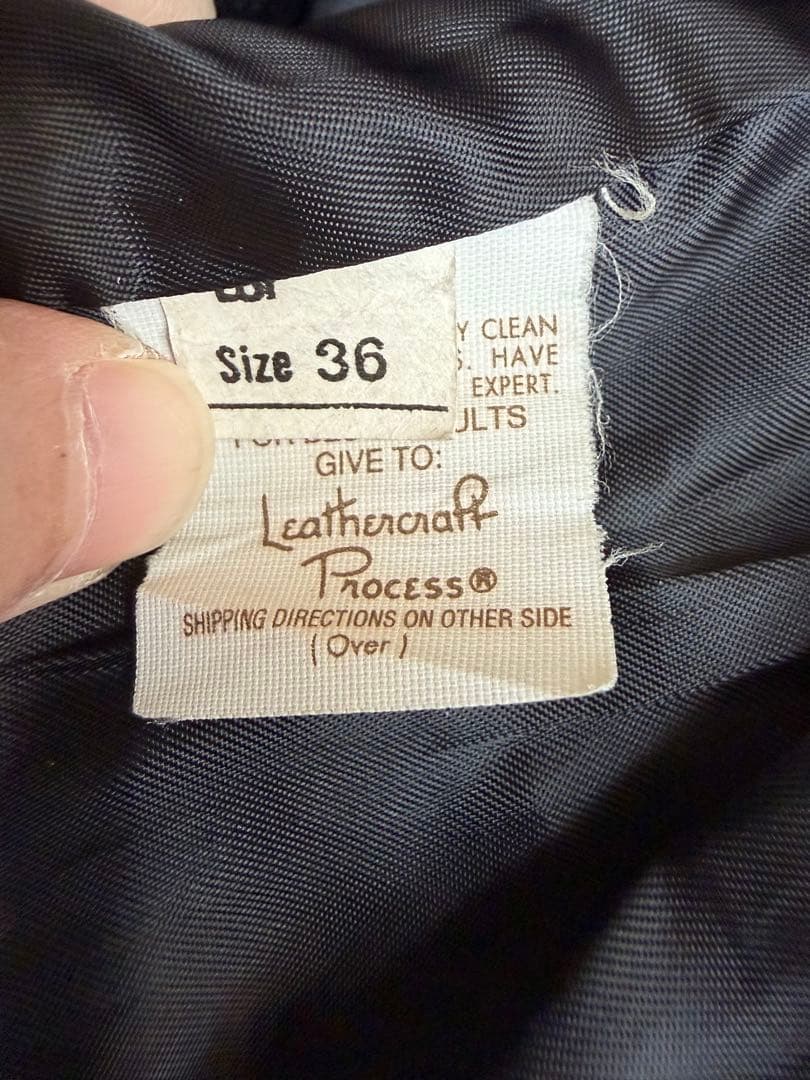 Size 36
Y CLEAN
. HAVE
EXPERT.
ULTS
GIVE TO:
Leathercraft
Process®
SHIPPING DIRECTIONS ON OTHER SIDE
(Over)